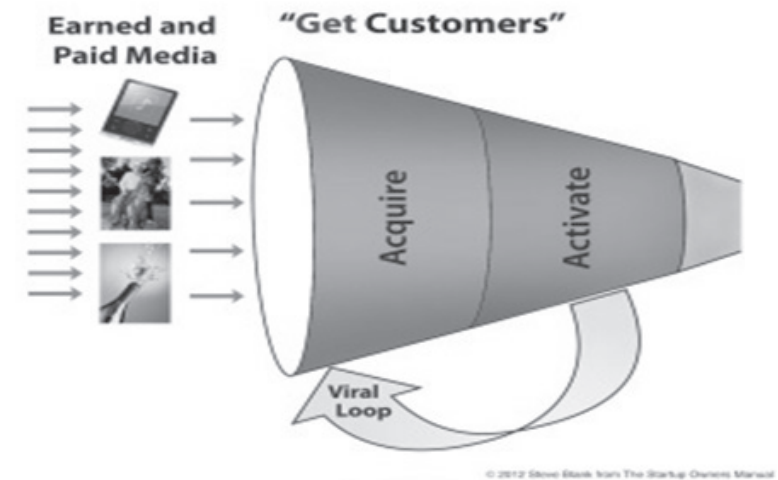 Earned and
Paid Media
“Get Customers”
Acquire
Activate
Viral
Loop
© 2012 Steve Blank from The Startup Owners Manual